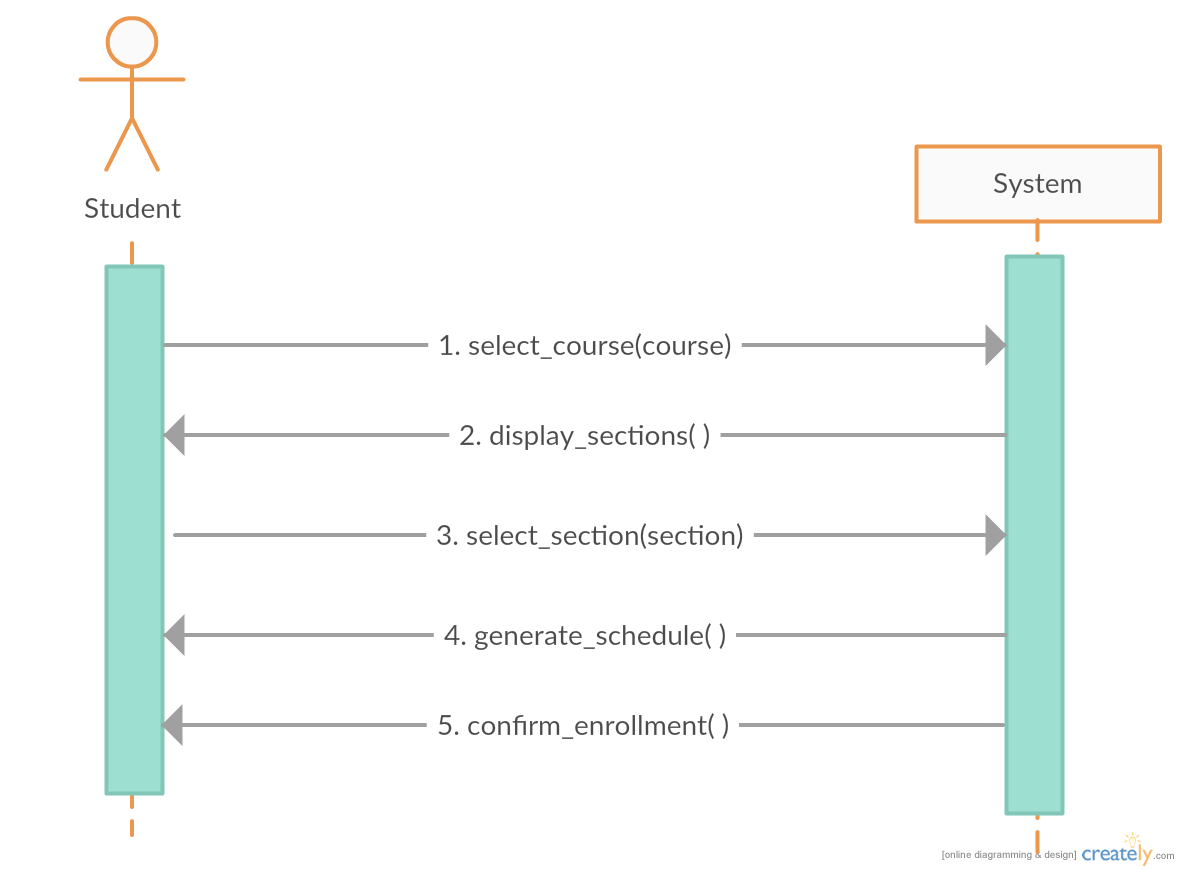 Student
System
1. select_course(course)
2. display_sections( )
3. select_section(section)
4. generate_schedule( )
5. confirm_enrollment( )
[online diagramming & design] creately.com